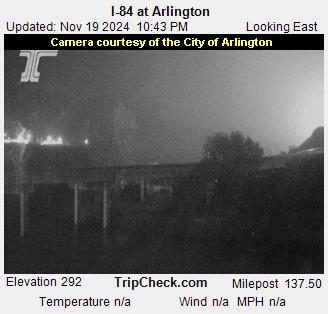 I-84 at Arlington
Updated: Nov 19 2024 10:43 PM Looking East
Camera courtesy of the City of Arlington
Elevation 292 TripCheck.com Milepost 137.50
Temperature n/a Wind n/a MPH n/a